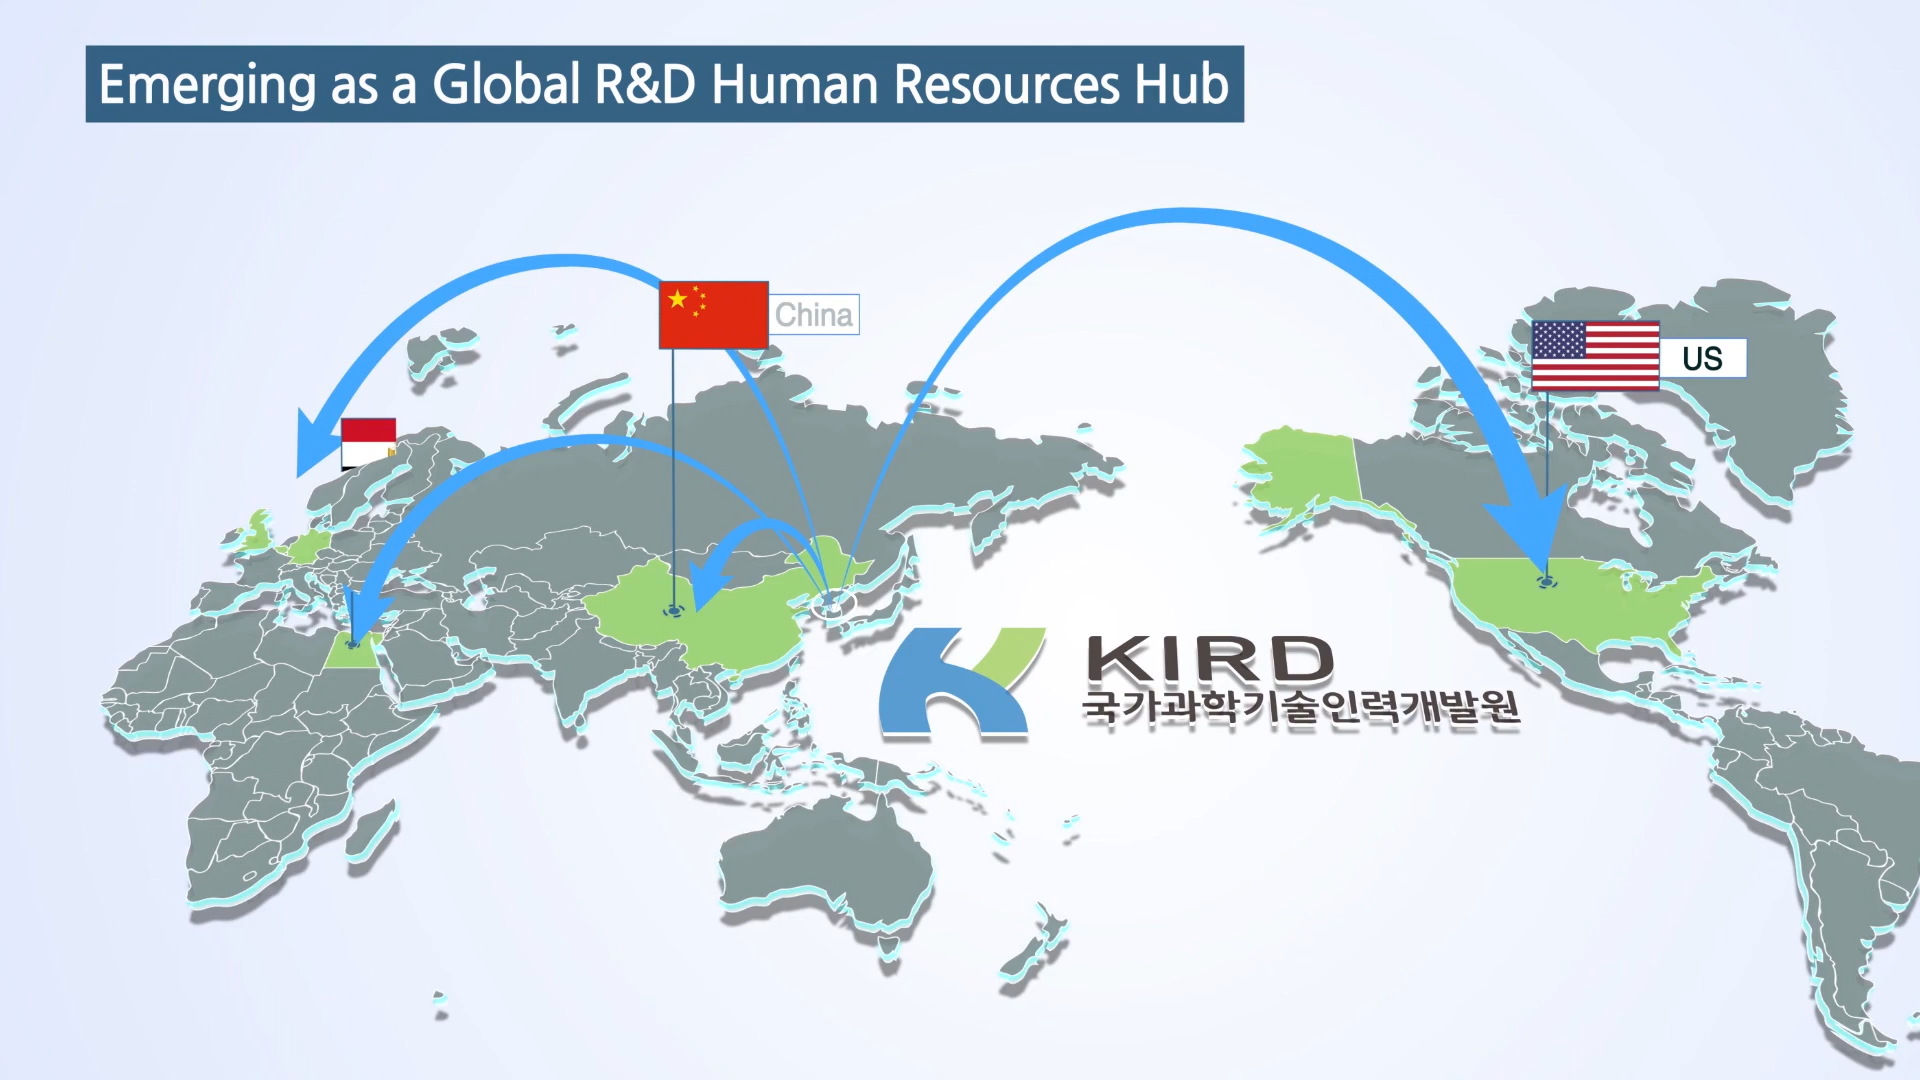 Emerging as a Global R&D Human Resources Hub
China
US
KIRD
국가과학기술인력개발원